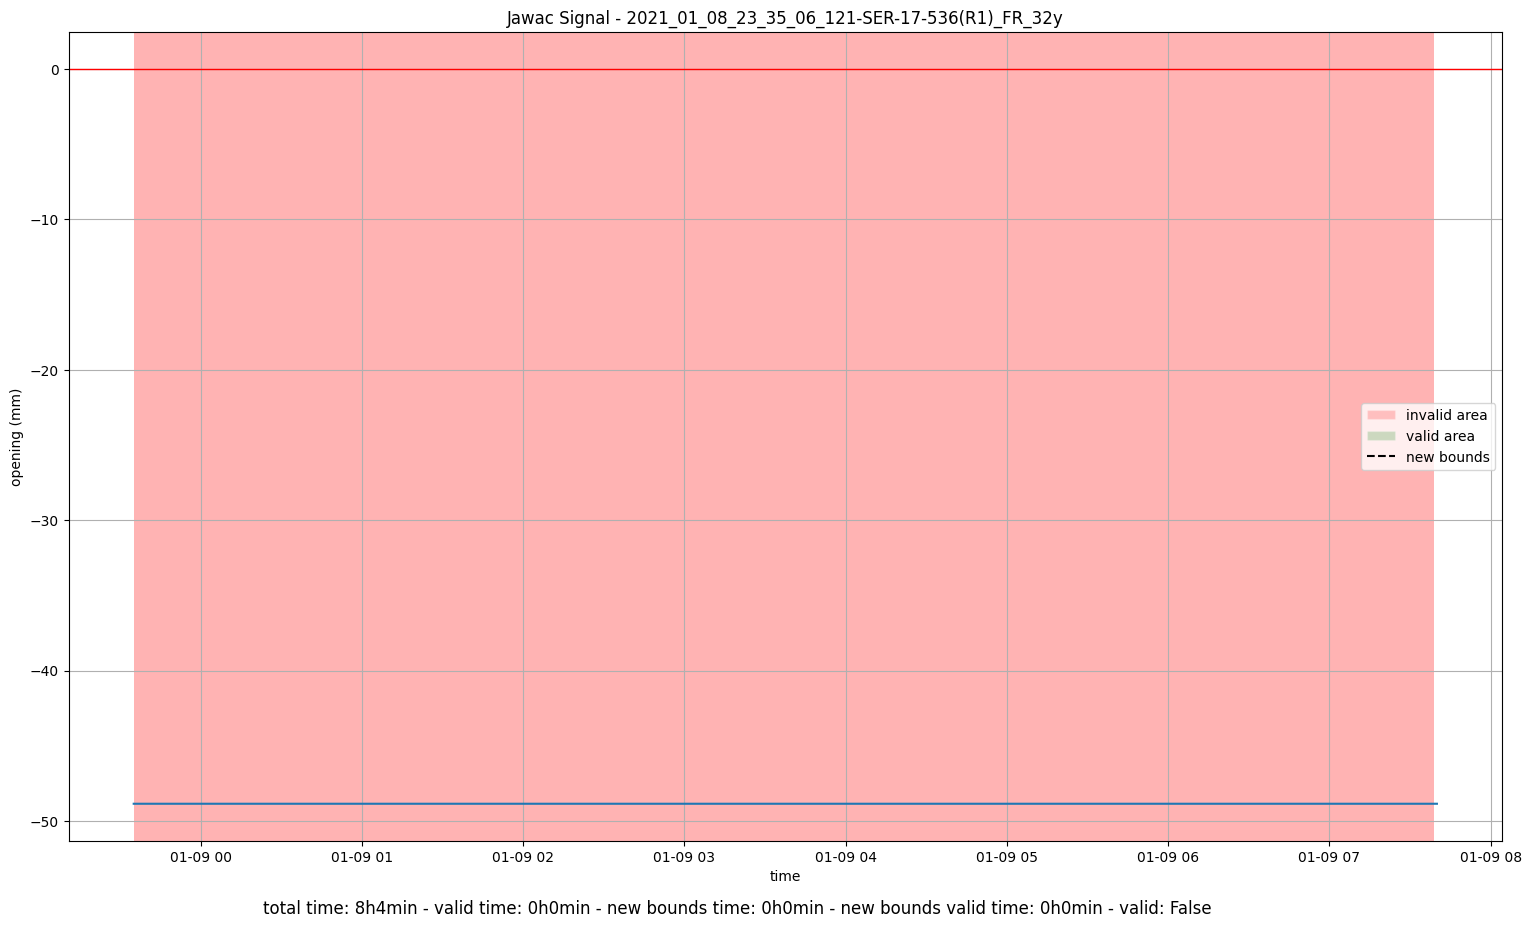 Jawac Signal - 2021_01_08_23_35_06_121-SER-17-536(R1)_FR_32y
opening (mm)
0
−10
−20
−30
−40
−50
invalid area
valid area
new bounds
01-09 00
01-09 01
01-09 02
01-09 03
01-09 04
01-09 05
01-09 06
01-09 07
01-09 08
time
total time: 8h4min - valid time: 0h0min - new bounds time: 0h0min - new bounds valid time: 0h0min - valid: False